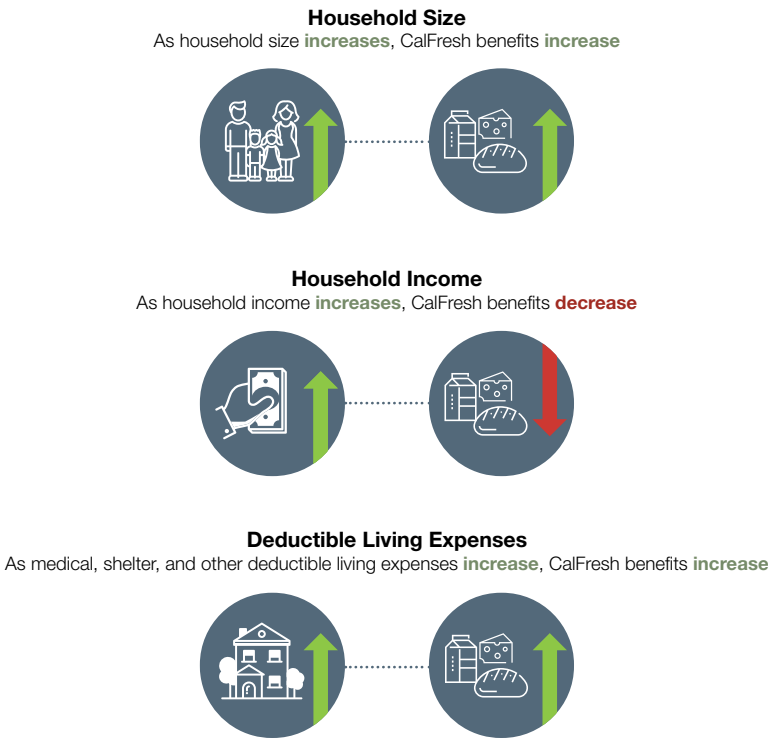 Household Size
As household size increases, CalFresh benefits increase
Household Income
As household income increases, CalFresh benefits decrease
Deductible Living Expenses
As medical, shelter, and other deductible living expenses increase, CalFresh benefits increase